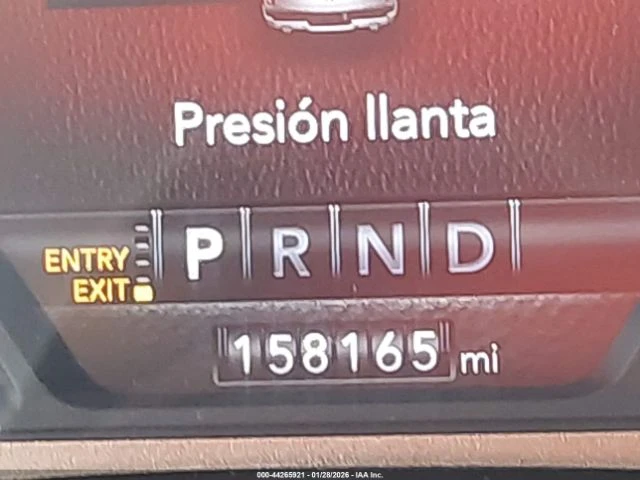 Presión llanta
P R N D
ENTRY
EXIT
158165 mi
000-44265921 - 01/28/2026 - IAA Inc.